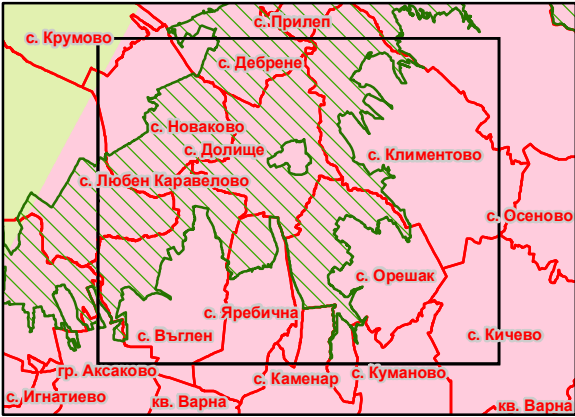 с. Прилеп
с. Крумово
с. Дебрене
с. Новаково
с. Долище
с. Климентово
с. Любен Каравелово
с. Осеново
с. Орешак
с. Яребична
с. Въглен
с. Кичево
гр. Аксаково
с. Каменар
с. Куманово
с. Игнатиево
кв. Варна
кв. Варна